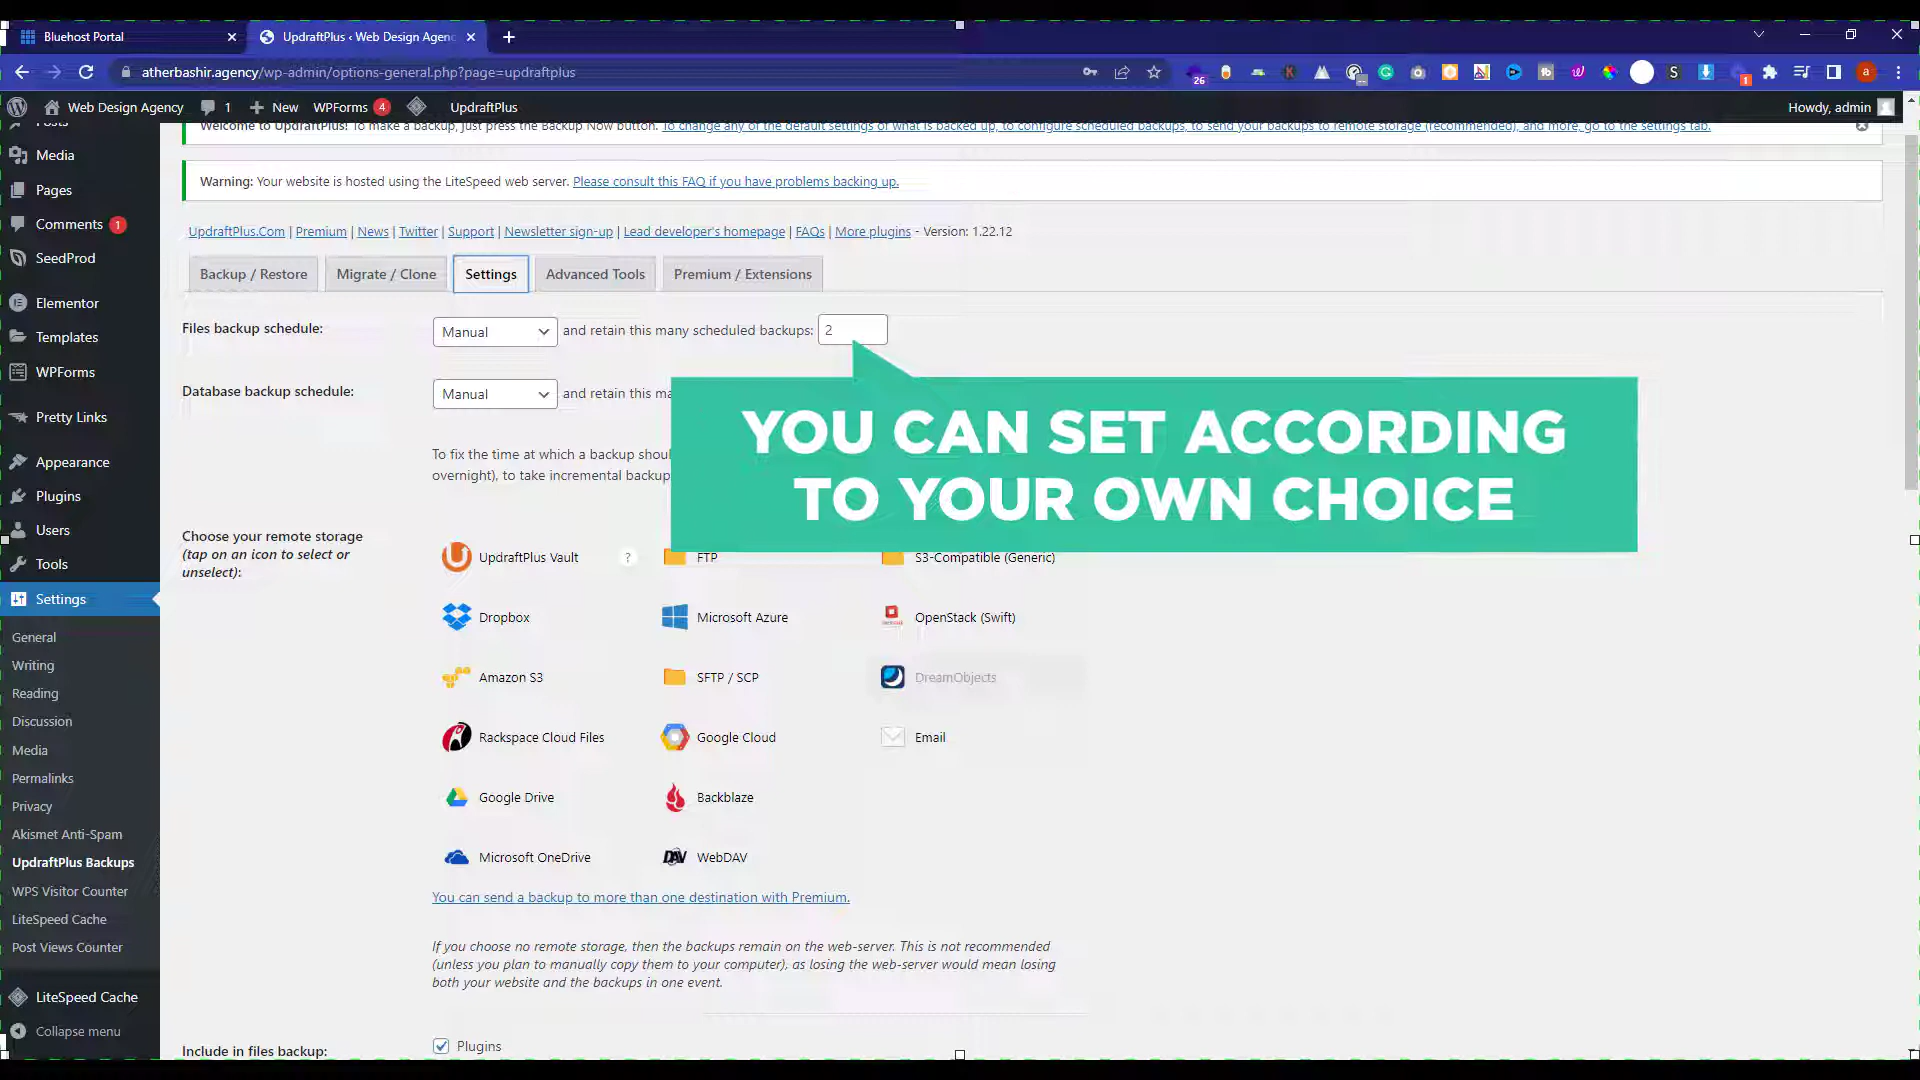 Bluehost Portal
UpdraftPlus ‹ Web Design Agenc
atherbashir.agency/wp-admin/options-general.php?page=updraftplus
26
1
a
Web Design Agency
1
New
WPForms 4
UpdraftPlus
Howdy, admin
Posts
Media
Pages
Comments 1
SeedProd
Elementor
Templates
WPForms
Pretty Links
Appearance
Plugins
Users
Tools
Settings
General
Writing
Reading
Discussion
Media
Permalinks
Privacy
Akismet Anti-Spam
UpdraftPlus Backups
WPS Visitor Counter
LiteSpeed Cache
Post Views Counter
LiteSpeed Cache
Collapse menu
Welcome to UpdraftPlus! To make a backup, just press the Backup Now button. To change any of the default settings of what is backed up, to configure scheduled backups, to send your backups to remote storage (recommended), and more, go to the settings tab.
Warning: Your website is hosted using the LiteSpeed web server. Please consult this FAQ if you have problems backing up.
UpdraftPlus.Com | Premium | News | Twitter | Support | Newsletter sign-up | Lead developer's homepage | FAQs | More plugins - Version: 1.22.12
Backup / Restore
Migrate / Clone
Settings
Advanced Tools
Premium / Extensions
Files backup schedule:
Manual
and retain this many scheduled backups: 2
Database backup schedule:
Manual
and retain this ma
YOU CAN SET ACCORDING
TO YOUR OWN CHOICE
To fix the time at which a backup shou
overnight), to take incremental backup
Choose your remote storage
(tap on an icon to select or
unselect):
UpdraftPlus Vault ?
FTP
S3-Compatible (Generic)
Dropbox
Microsoft Azure
OpenStack (Swift)
Amazon S3
SFTP / SCP
DreamObjects
Rackspace Cloud Files
Google Cloud
Email
Google Drive
Backblaze
Microsoft OneDrive
DAV WebDAV
You can send a backup to more than one destination with Premium.
If you choose no remote storage, then the backups remain on the web-server. This is not recommended
(unless you plan to manually copy them to your computer), as losing the web-server would mean losing
both your website and the backups in one event.
Include in files backup:
Plugins